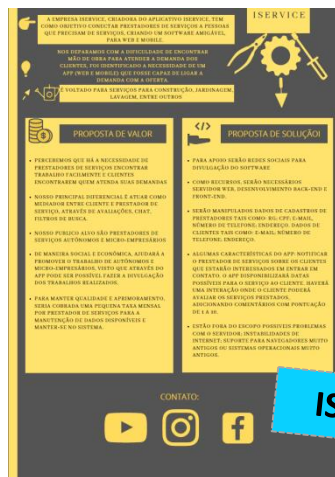 A EMPRESA ISERVICE, CRIADORA DO APLICATIVO ISERVICE, TEM
COMO OBJETIVO CONECTAR PRESTADORES DE SERVIÇOS A PESSOAS
QUE PRECISAM DE SERVIÇOS, CRIANDO UM SOFTWARE AMIGÁVEL,
PARA WEB E MOBILE.
ISERVICE
NOS DEPARAMOS COM A DIFICULDADE DE ENCONTRAR
MÃO DE OBRA PARA ATENDER A DEMANDA DOS
CLIENTES, FOI IDENTIFICADO A NECESSIDADE DE UM
APP (WEB E MOBILE) QUE FOSSE CAPAZ DE LIGAR A
DEMANDA COM A OFERTA.
É VOLTADO PARA SERVIÇOS PARA CONSTRUÇÃO, JARDINAGEM,
LAVAGEM, ENTRE OUTROS
PROPOSTA DE VALOR
PERCEBEMOS QUE HÁ A NECESSIDADE DE
PRESTADORES DE SERVIÇOS ENCONTRAR
TRABALHO FACILMENTE E CLIENTES
ENCONTRAREM QUEM ATENDA SUAS DEMANDAS
NOSSO PRINCIPAL DIFERENCIAL É ATUAR COMO
MEDIADOR ENTRE CLIENTE E PRESTADOR DE
SERVIÇO, ATRAVÉS DE AVALIAÇÕES, CHAT,
FILTROS DE BUSCA.
NOSSO PUBLICO ALVO SÃO PRESTADORES DE
SERVIÇOS AUTÔNOMOS E MICRO-EMPRESÁRIOS
DE MANEIRA SOCIAL E ECONÔMICA, AJUDARÁ A
PROMOVER O TRABALHO DE AUTÔNOMOS E
MICRO-EMPRESÁRIOS, VISTO QUE ATRAVÉS DO
APP PODE SER POSSÍVEL FAZER A DIVULGAÇÃO
DOS TRABALHOS REALIZADOS.
PARA MANTER QUALIDADE E APRIMORAMENTO,
SERIA COBRADA UMA PEQUENA TAXA MENSAL
POR PRESTADOR DE SERVIÇOS PARA A
MANUTENÇÃO DE DADOS DISPONÍVEIS E
MANTER-SE NO SISTEMA.
PROPOSTA DE SOLUÇÃO!
PARA APOIO SERÃO REDES SOCIAIS PARA
DIVULGAÇÃO DO SOFTWARE
COMO RECURSOS, SERÃO NECESSÁRIOS
SERVIDOR WEB, DESENVOLVIMENTO BACK-END E
FRONT-END.
SERÃO MANIPULADOS DADOS DE CADASTROS DE
PRESTADORES TAIS COMO: RG; CPF; E-MAIL,
NÚMERO DE TELEFONE; ENDEREÇO. DADOS DE
CLIENTES TAIS COMO: E-MAIL; NÚMERO DE
TELEFONE; ENDEREÇO.
ALGUMAS CARACTERÍSTICAS DO APP: NOTIFICAR
O PRESTADOR DE SERVIÇOS SOBRE OS CLIENTES
QUE ESTARÃO INTERESSADOS EM ENTRAR EM
CONTATO. O APP DISPONIBILIZARÁ DATAS
POSSÍVEIS PARA O SERVIÇO AO CLIENTE. HAVERÁ
UMA INTERAÇÃO ONDE O CLIENTE PODERÁ
AVALIAR OS SERVIÇOS PRESTADOS,
ADICIONANDO COMENTÁRIOS COM PONTUAÇÃO
DE 1 A 10.
ESTÃO FORA DO ESCOPO POSSIVEIS PROBLEMAS
COM O SERVIDOR; INSTABILIDADES DE
INTERNET; SUPORTE PARA NAVEGADORES MUITO
ANTIGOS OU SISTEMAS OPERACIONAIS MUITO
ANTIGOS.
CONTATO:
IS